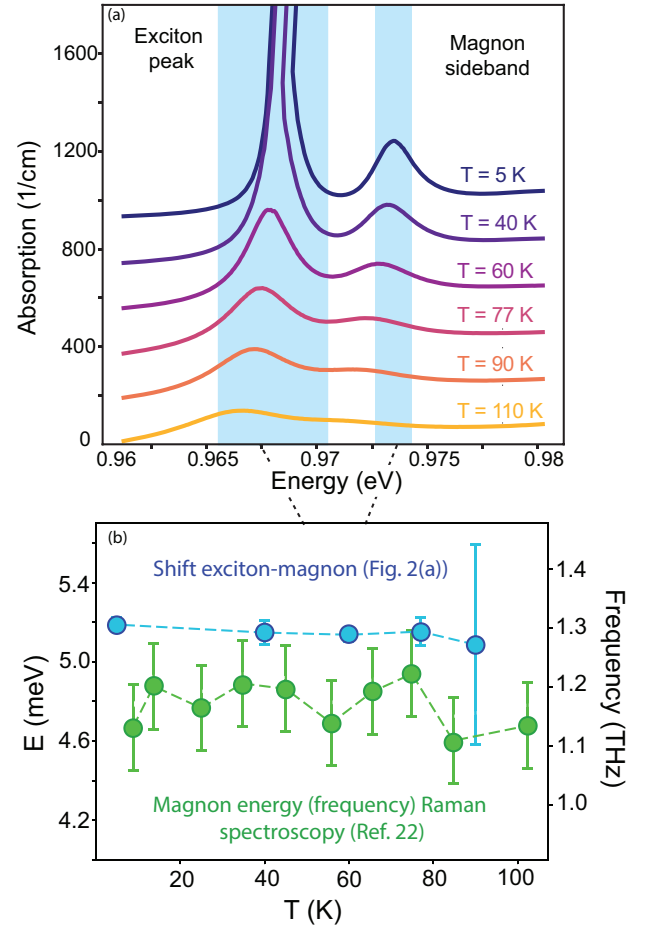 (a)
Exciton
peak
Magnon
sideband
1600
1200
800
400
0
Absorption (1/cm)
T = 5 K
T = 40 K
T = 60 K
T = 77 K
T = 90 K
T = 110 K
0.96
0.965
0.97
0.975
0.98
Energy (eV)
(b)
Shift exciton-magnon (Fig. 2(a))
5.4
5.0
4.6
4.2
E (meV)
1.4
1.3
1.2
1.1
1.0
Frequency (THz)
Magnon energy (frequency) Raman
spectroscopy (Ref. 22)
20
40
60
80
100
T (K)